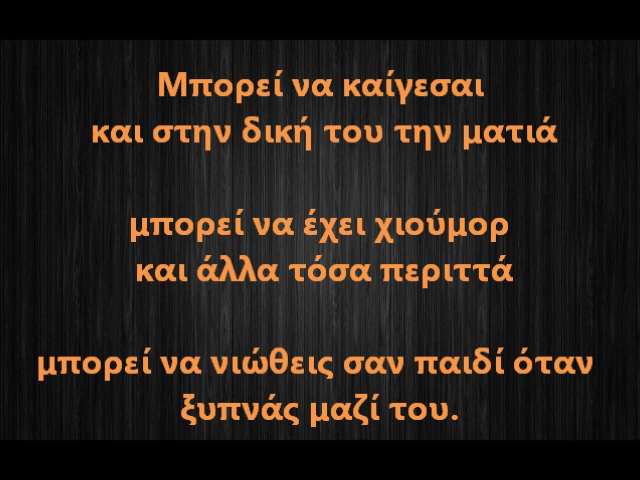 Μπορεί να καίγεσαι
και στην δική του την ματιά
μπορεί να έχει χιούμορ
και άλλα τόσα περιττά
μπορεί να νιώθεις σαν παιδί όταν
ξυπνάς μαζί του.